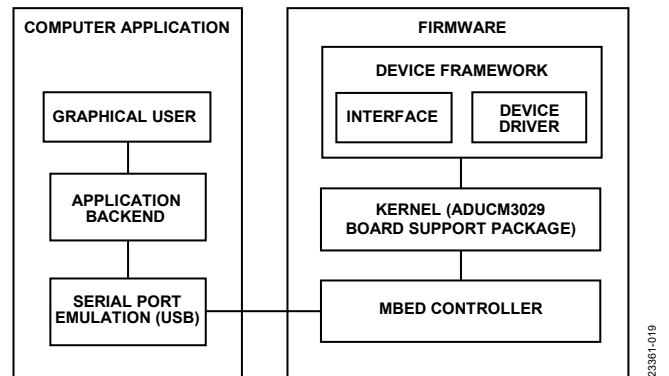 COMPUTER APPLICATION
GRAPHICAL USER
APPLICATION
BACKEND
SERIAL PORT
EMULATION (USB)
FIRMWARE
DEVICE FRAMEWORK
INTERFACE
DEVICE
DRIVER
KERNEL (ADUCM3029
BOARD SUPPORT PACKAGE)
MBED CONTROLLER
23361-019